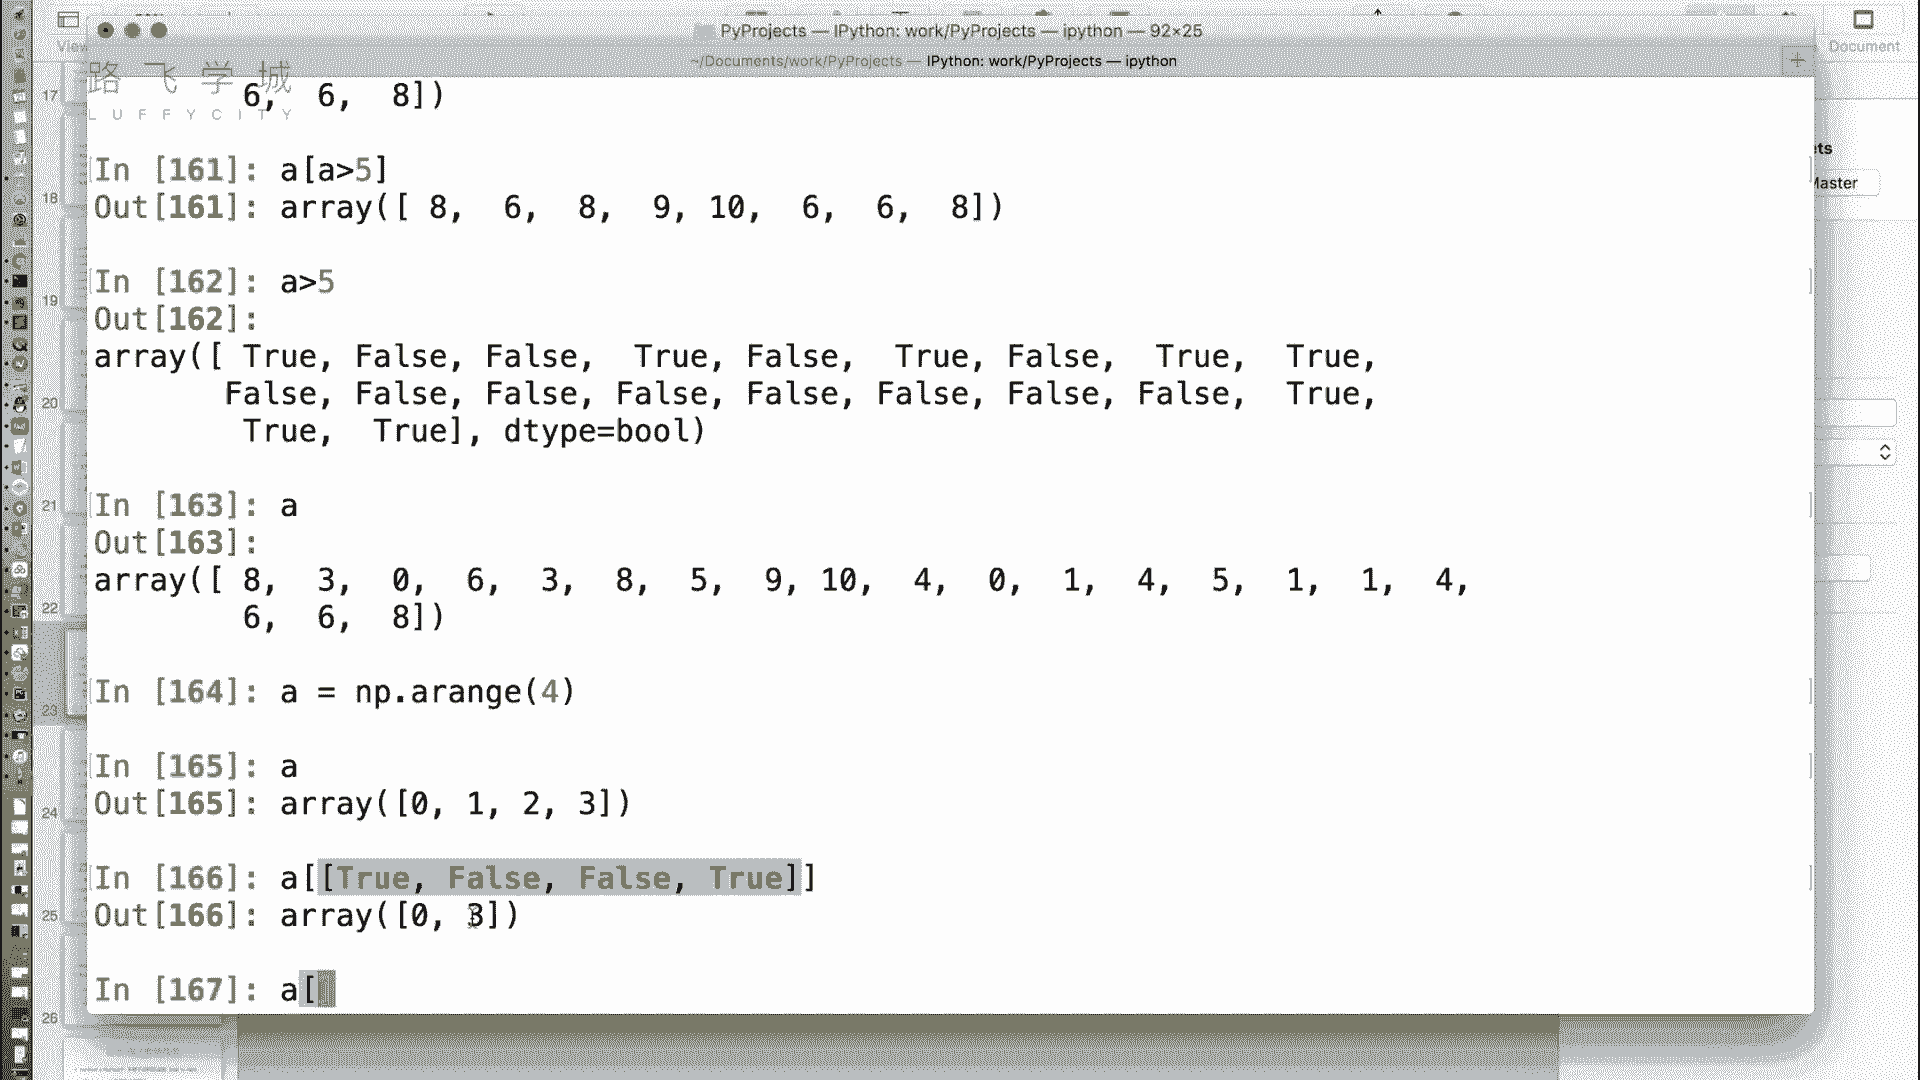 View
Document
PyProjects — IPython: work/PyProjects — ipython — 92×25
~/Documents/work/PyProjects — ipython
IPython: work/PyProjects — ipython
+
路飞学城
LUFFYCITY
6,  6,  8])
In [161]: a[a>5]
Out[161]: array([ 8,  6,  8,  9, 10,  6,  6,  8])
In [162]: a>5
Out[162]:
array([ True, False, False,  True, False,  True, False,  True,  True,
False, False, False, False, False, False, False, False,  True,
True,  True], dtype=bool)
In [163]: a
Out[163]:
array([ 8,  3,  0,  6,  3,  8,  5,  9, 10,  4,  0,  1,  4,  5,  1,  1,  4,
6,  6,  8])
In [164]: a = np.arange(4)
In [165]: a
Out[165]: array([0, 1, 2, 3])
In [166]: a[[True, False, False, True]]
Out[166]: array([0, 3])
In [167]: a[]
17
18
19
20
21
22
23
24
25
26
ets
Master